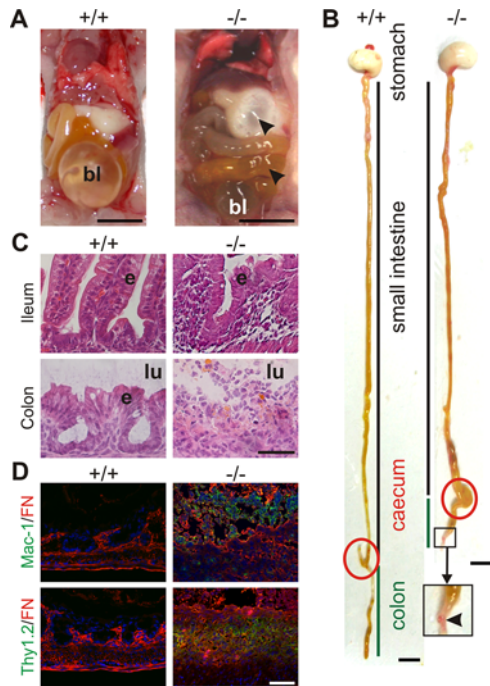 A
+/+
-/-
bl
bl
B
+/+
-/-
stomach
small intestine
caecum
colon
C
+/+
-/-
Ileum
e
e
Colon
lu
e
lu
D
+/+
-/-
Mac-1/FN
Thy1.2/FN